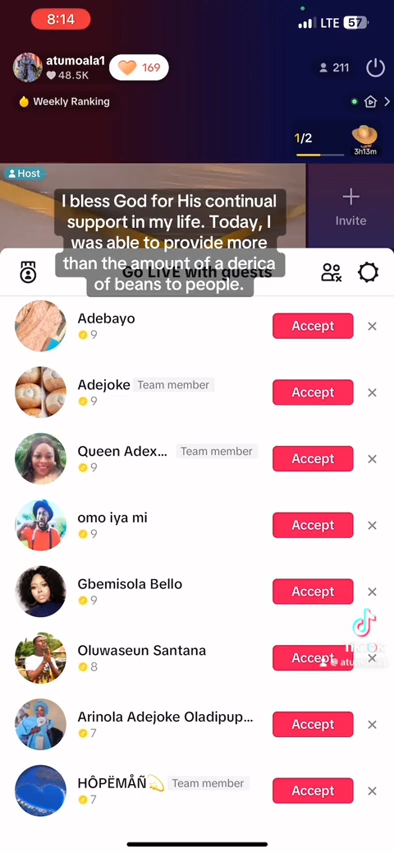 8:14
LTE 57
atumoala1
48.5K
169
211
Weekly Ranking
1/2
3h13m
Host
I bless God for His continual
support in my life. Today, I
was able to provide more
than the amount of a derica
of beans to people.
Invite
Go LIVE with guests
Adebayo
9
Accept
Adejoke Team member
9
Accept
Queen Adex... Team member
9
Accept
omo iya mi
9
Accept
Gbemisola Bello
9
Accept
Oluwaseun Santana
8
Accept
Arinola Adejoke Oladipup...
7
Accept
HÔPËMÅÑ💫 Team member
7
Accept